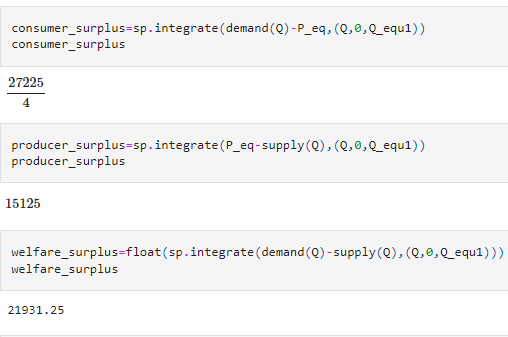 consumer_surplus=sp.integrate(demand(Q)-P_eq,(Q,0,Q_equ1))
consumer_surplus
27225
4
producer_surplus=sp.integrate(P_eq-supply(Q),(Q,0,Q_equ1))
producer_surplus
15125
welfare_surplus=float(sp.integrate(demand(Q)-supply(Q),(Q,0,Q_equ1)))
welfare_surplus
21931.25